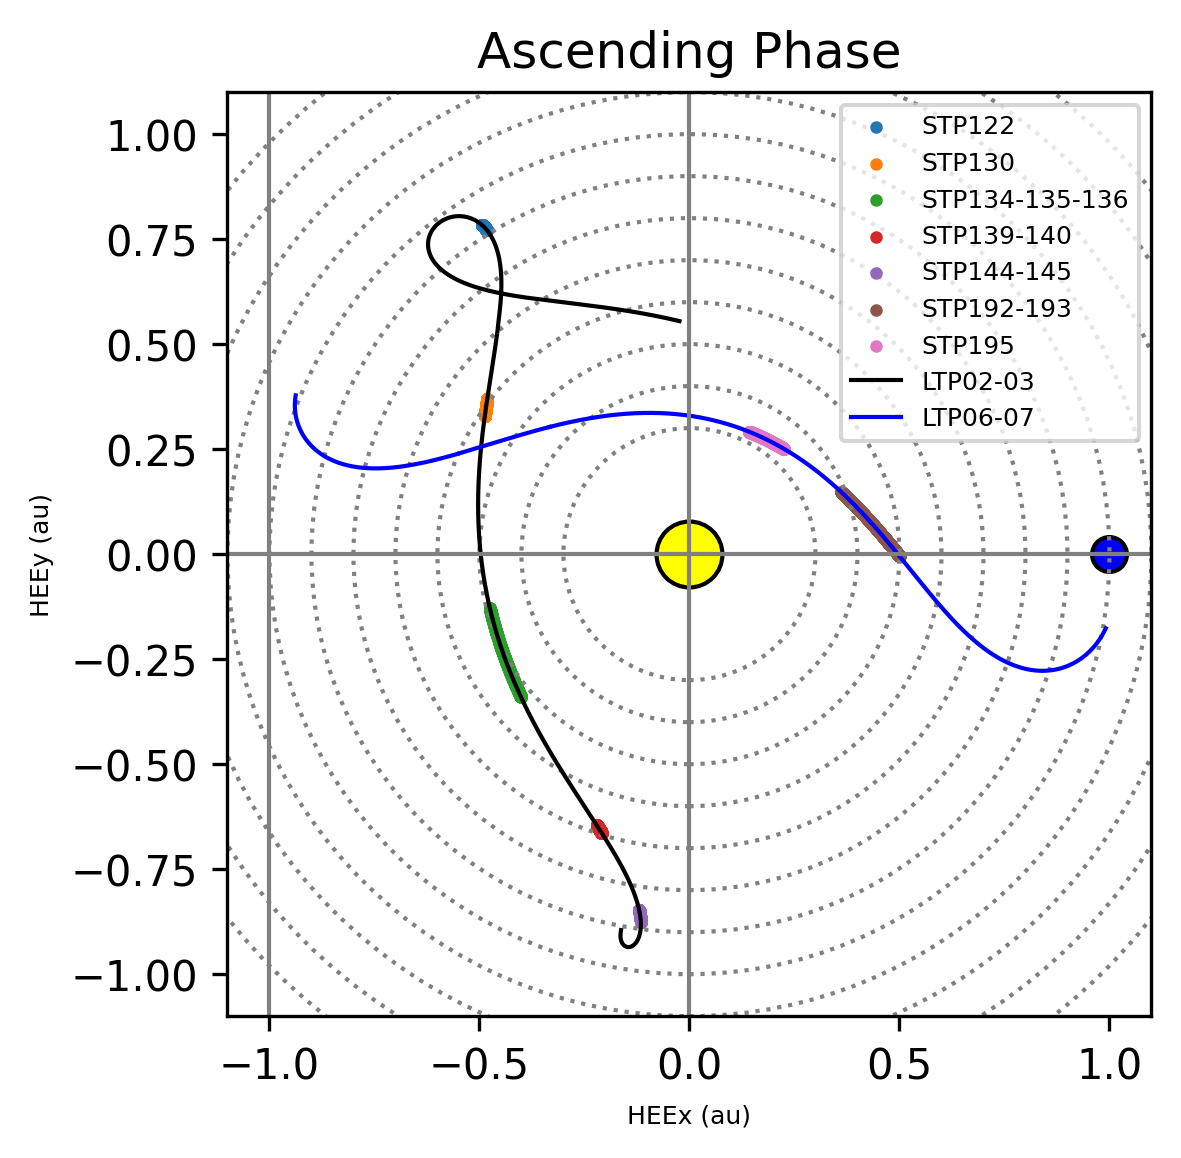 Ascending Phase
STP122
STP130
STP134-135-136
STP139-140
STP144-145
STP192-193
STP195
LTP02-03
LTP06-07
1.00
0.75
0.50
0.25
0.00
−0.25
−0.50
−0.75
−1.00
HEEy (au)
−1.0 −0.5 0.0 0.5 1.0
HEEx (au)